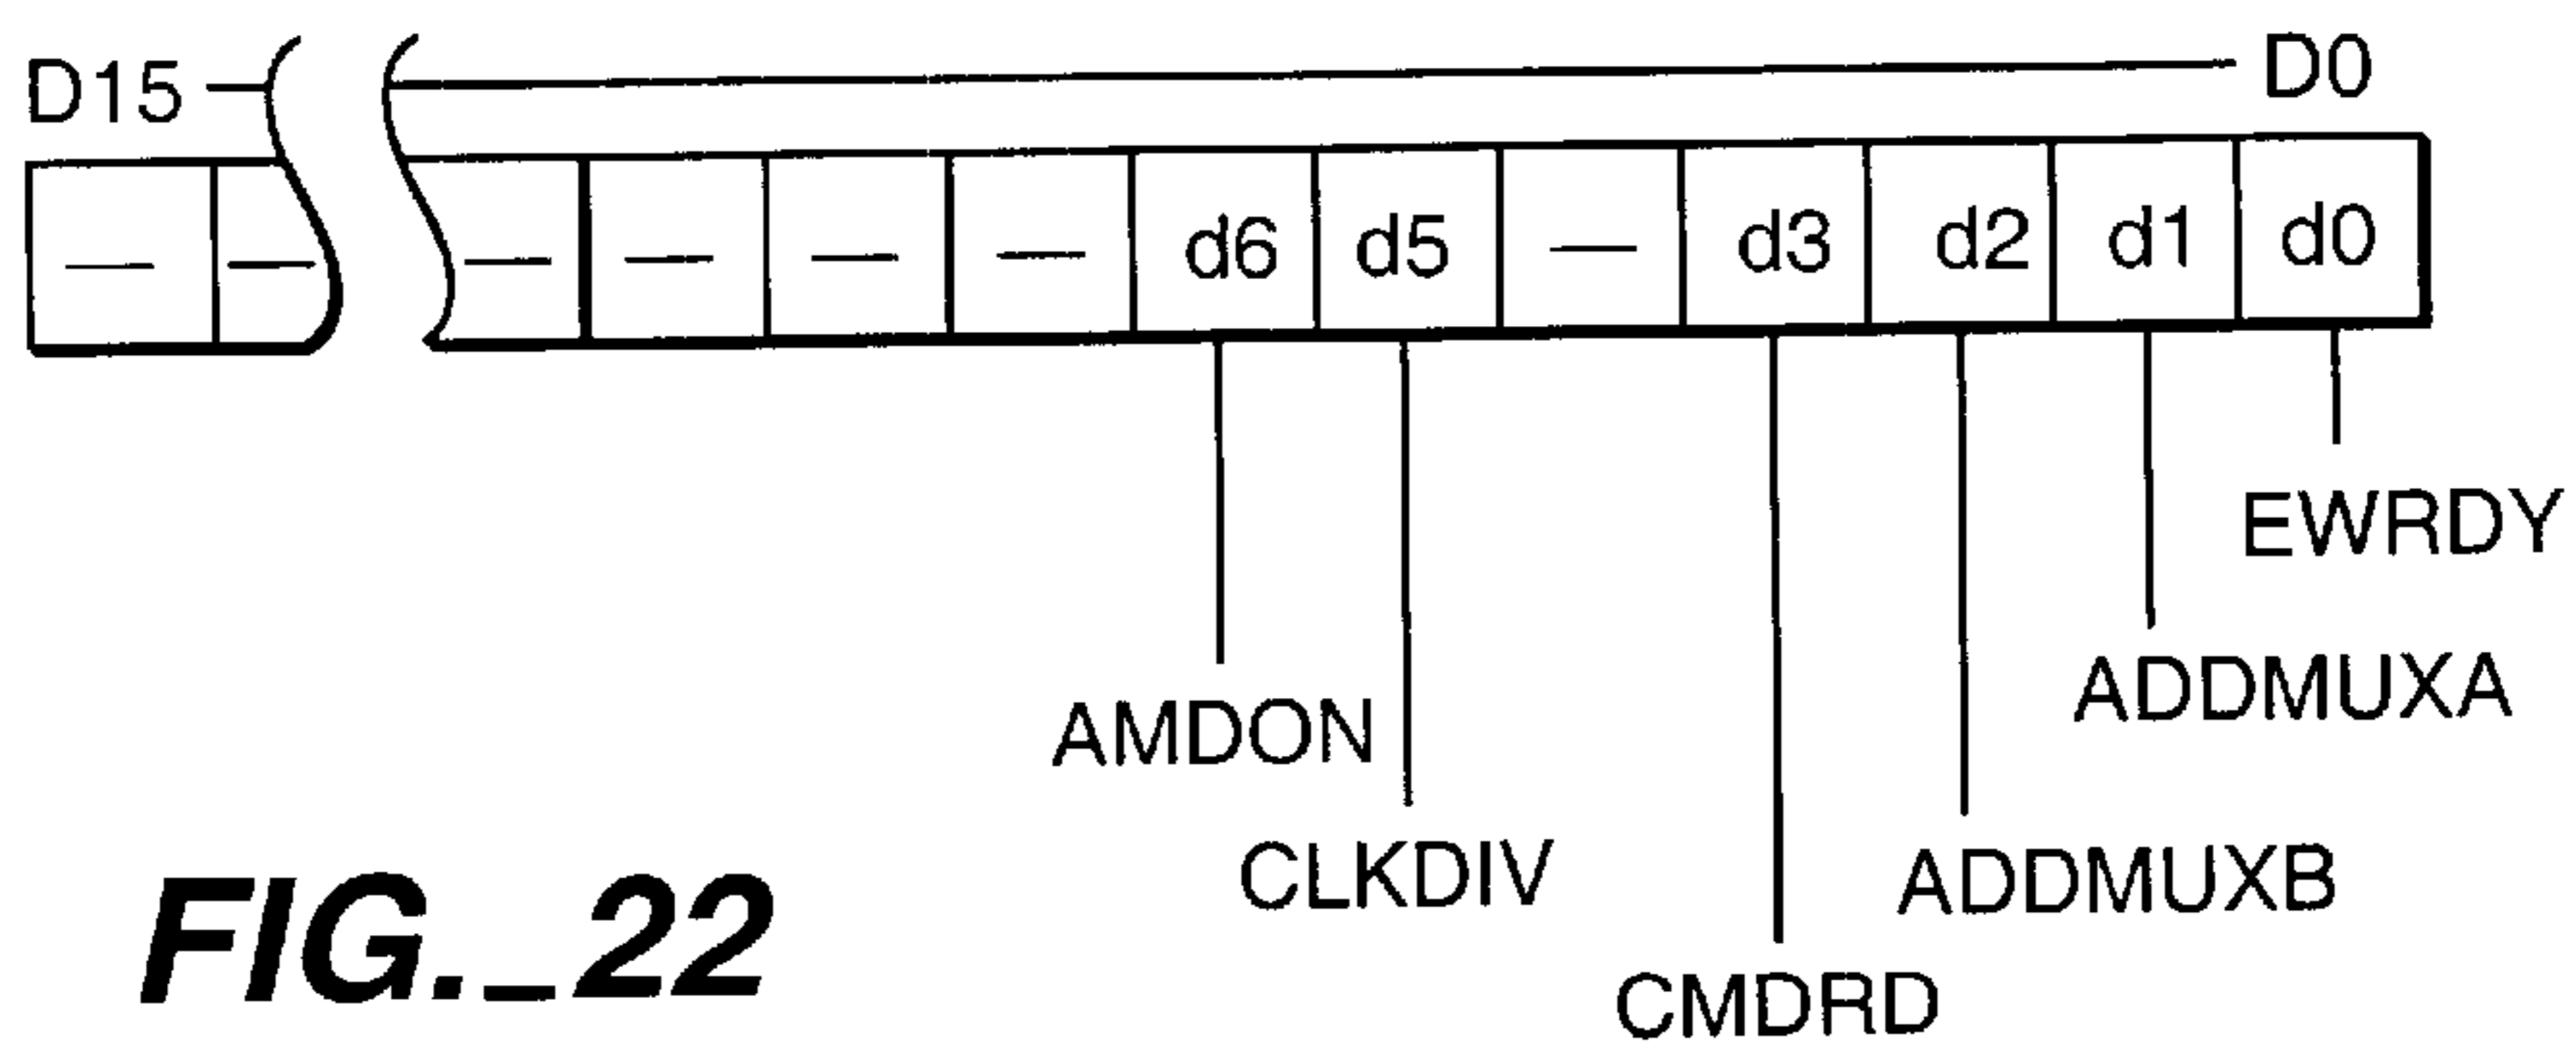 D15 D0
— — — — — — d6 d5 — d3 d2 d1 d0
EWRDY
ADDMUXA
AMDON
CLKDIV
ADDMUXB
CMDRD
FIG._22